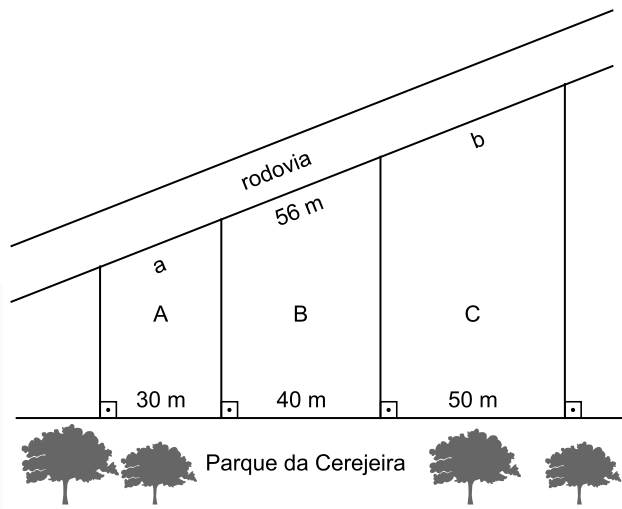 rodovia
b
56 m
a
A
B
C
30 m
40 m
50 m
Parque da Cerejeira